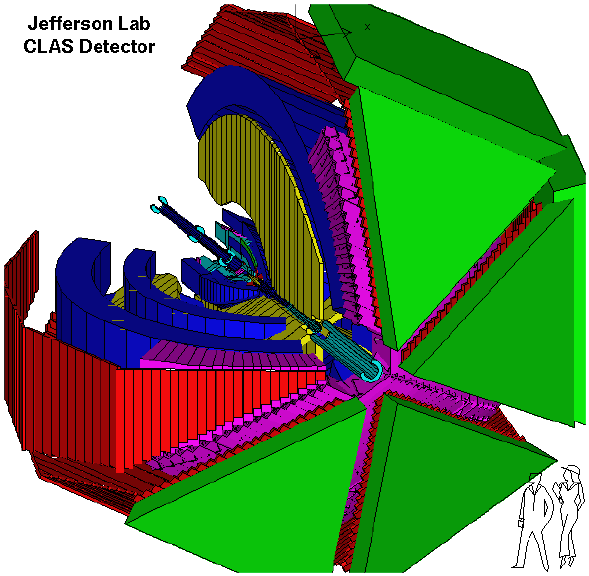 Jefferson Lab
CLAS Detector
x